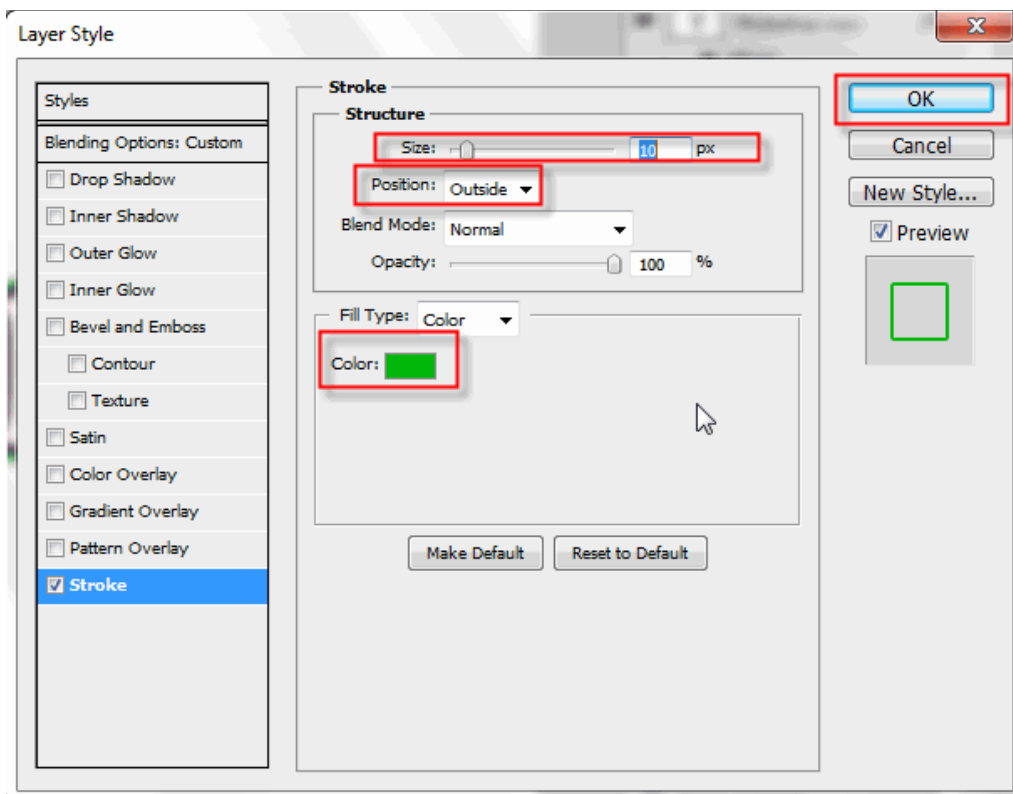 Layer Style
Styles
Blending Options: Custom
Drop Shadow
Inner Shadow
Outer Glow
Inner Glow
Bevel and Emboss
Contour
Texture
Satin
Color Overlay
Gradient Overlay
Pattern Overlay
Stroke
Stroke
Structure
Size: 10 px
Position: Outside
Blend Mode: Normal
Opacity: 100 %
Fill Type: Color
Color:
Make Default Reset to Default
OK
Cancel
New Style...
Preview